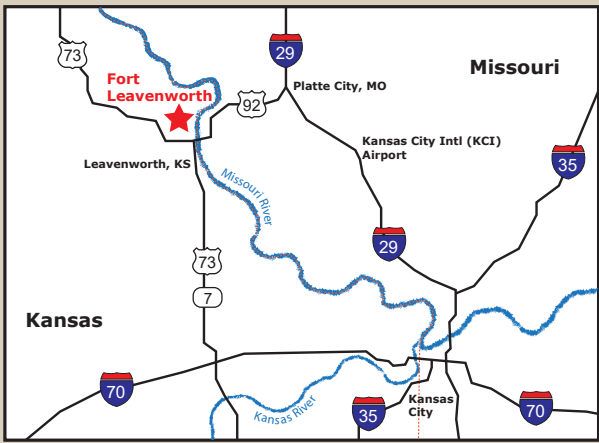 73
29
Missouri
Fort
Leavenworth
92
Platte City, MO
Kansas City Intl (KCI)
Airport
35
Leavenworth, KS
Missouri River
29
73
7
Kansas
70
Kansas River
35
Kansas
City
70